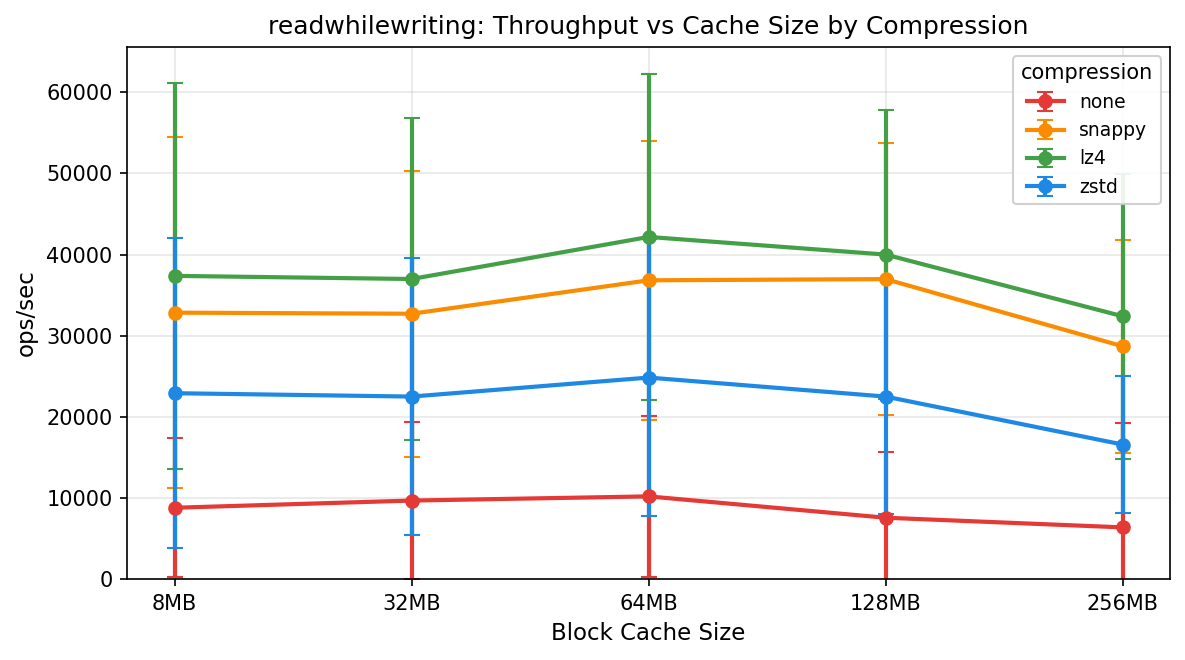 readwhilewriting: Throughput vs Cache Size by Compression
compression
none
snappy
lz4
zstd
ops/sec
60000
50000
40000
30000
20000
10000
0
8MB 32MB 64MB 128MB 256MB
Block Cache Size